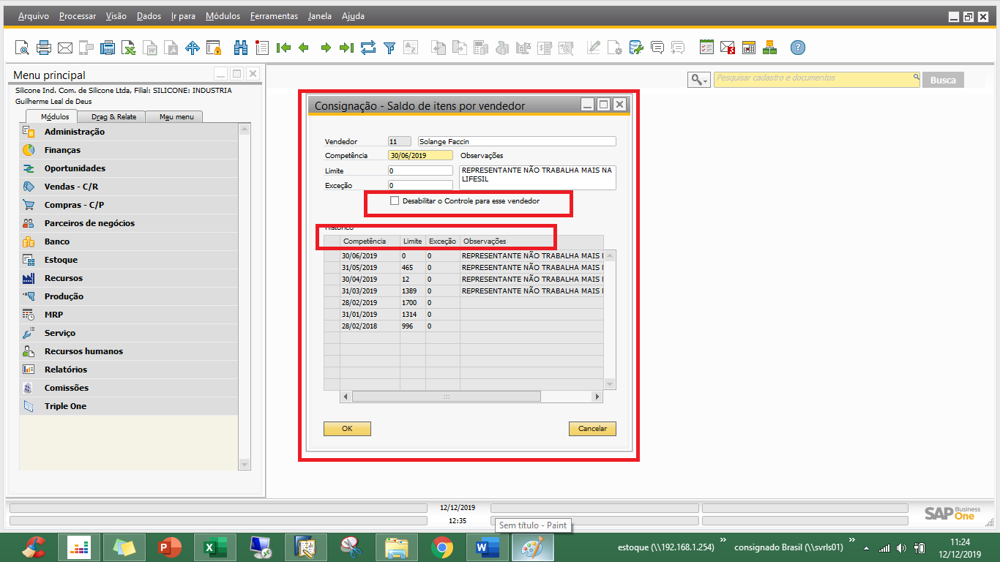 Arquivo Processar Visão Dados Ir para Módulos Ferramentas Janela Ajuda
Menu principal
Silicone Ind. Com. de Silicone Ltda, Filial: SILICONE: INDUSTRIA
Guilherme Leal de Deus
Módulos Drag & Relate Meu menu
Administração
Finanças
Oportunidades
Vendas - C/R
Compras - C/P
Parceiros de negócios
Banco
Estoque
Recursos
Produção
MRP
Serviço
Recursos humanos
Relatórios
Comissões
Triple One
Pesquisar cadastro e documentos Busca
Consignação - Saldo de itens por vendedor
Vendedor 11 Solange Faccin
Competência 30/06/2019 Observações
Limite 0 REPRESENTANTE NÃO TRABALHA MAIS NA
LIFESIL
Exceção 0
Desabilitar o Controle para esse vendedor
Histórico
Competência Limite Exceção Observações
30/06/2019 0 0 REPRESENTANTE NÃO TRABALHA MAIS
31/05/2019 465 0 REPRESENTANTE NÃO TRABALHA MAIS
30/04/2019 12 0 REPRESENTANTE NÃO TRABALHA MAIS
31/03/2019 1389 0 REPRESENTANTE NÃO TRABALHA MAIS
28/02/2019 1700 0
31/01/2019 1314 0
28/02/2018 996 0
OK Cancelar
12/12/2019
12:35
SAP Business One
Sem título - Paint
estoque (\\192.168.1.254) » consignado Brasil (\\svrls01) »
11:24
12/12/2019